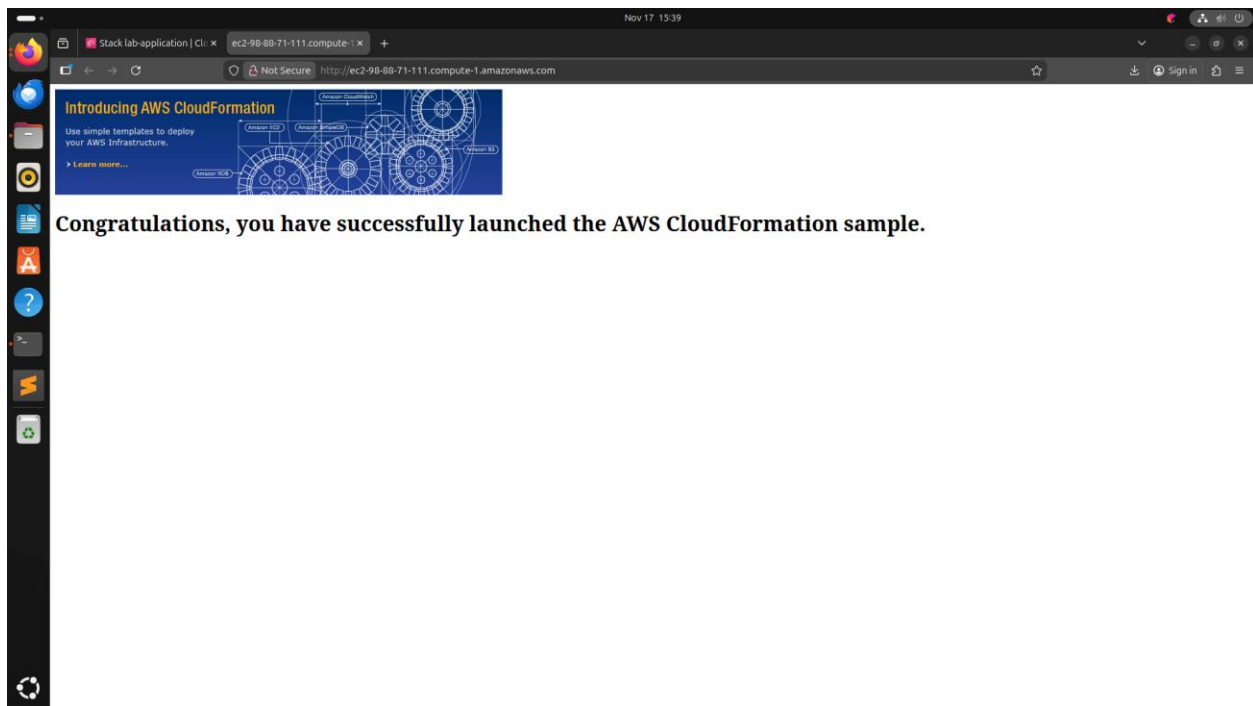 Nov 17 15:39
Stack lab-application | Clo
ec2-98-88-71-111.compute-1
Not Secure http://ec2-98-88-71-111.compute-1.amazonaws.com
Sign in
Introducing AWS CloudFormation
Use simple templates to deploy
your AWS Infrastructure.
Learn more...
Amazon CloudWatch
Amazon EC2
Amazon SimpleDB
Amazon S3
Amazon RDS
Congratulations, you have successfully launched the AWS CloudFormation sample.